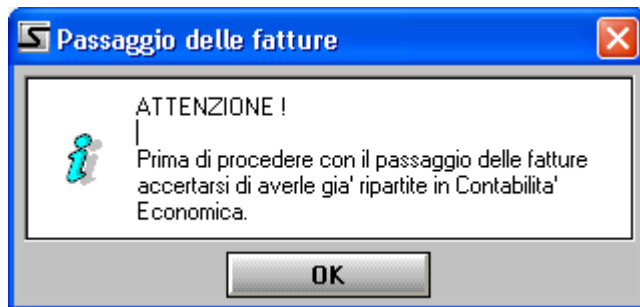 Passaggio delle fatture
ATTENZIONE !
Prima di procedere con il passaggio delle fatture
accertarsi di averle gia' ripartite in Contabilita'
Economica.
OK